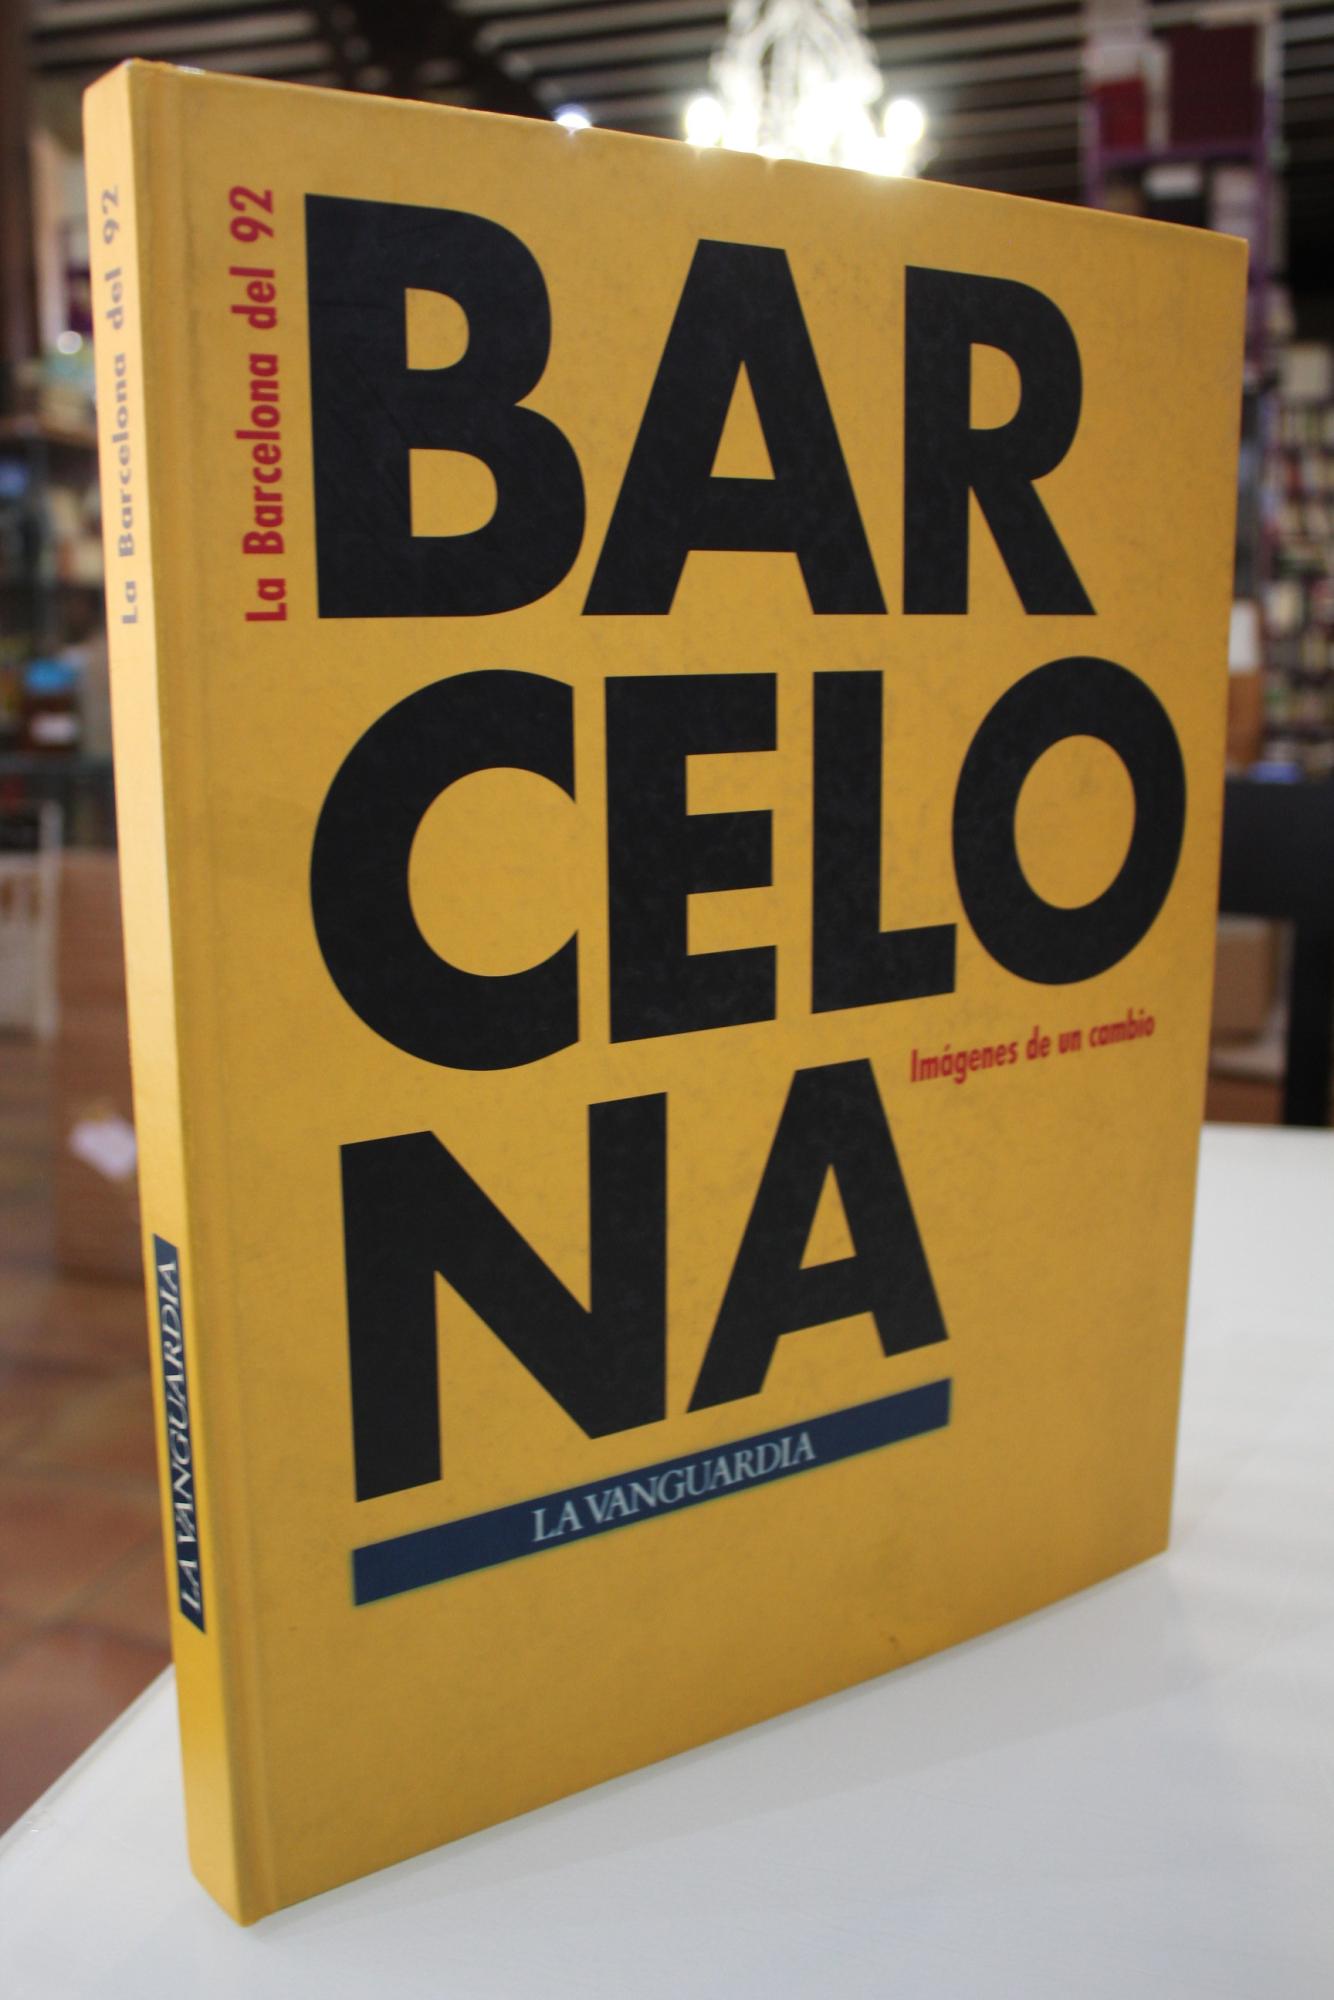 La Barcelona del 92
LA VANGUARDIA
La Barcelona del 92
BAR
CELO
Imágenes de un cambio
NA
LA VANGUARDIA